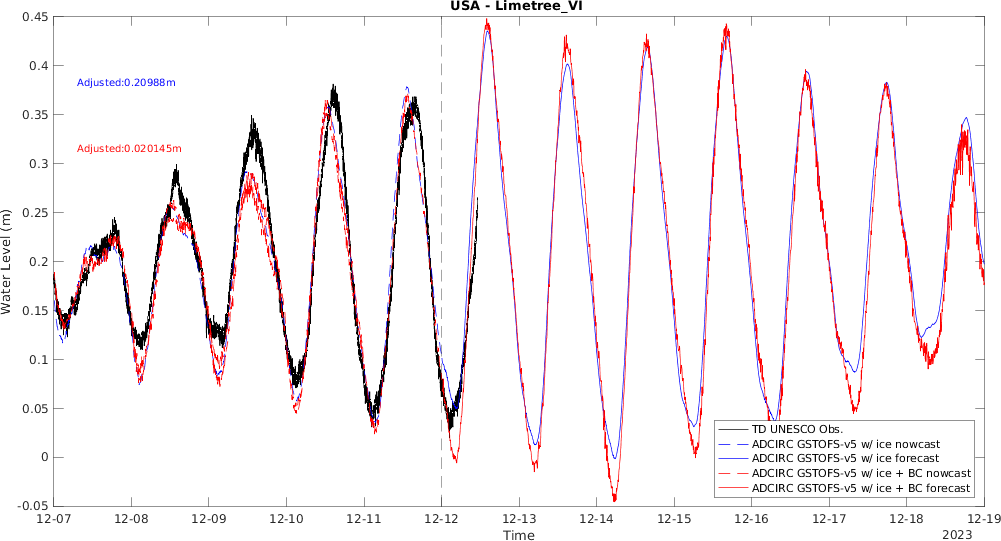 USA - Limetree_VI
0.45
0.4
0.35
0.3
0.25
0.2
0.15
0.1
0.05
0
-0.05
Water Level (m)
Adjusted:0.20988m
Adjusted:0.020145m
TD UNESCO Obs.
ADCIRC GSTOFS-v5 w/ ice nowcast
ADCIRC GSTOFS-v5 w/ ice forecast
ADCIRC GSTOFS-v5 w/ ice + BC nowcast
ADCIRC GSTOFS-v5 w/ ice + BC forecast
12-07 12-08 12-09 12-10 12-11 12-12 12-13 12-14 12-15 12-16 12-17 12-18 12-19
Time
2023